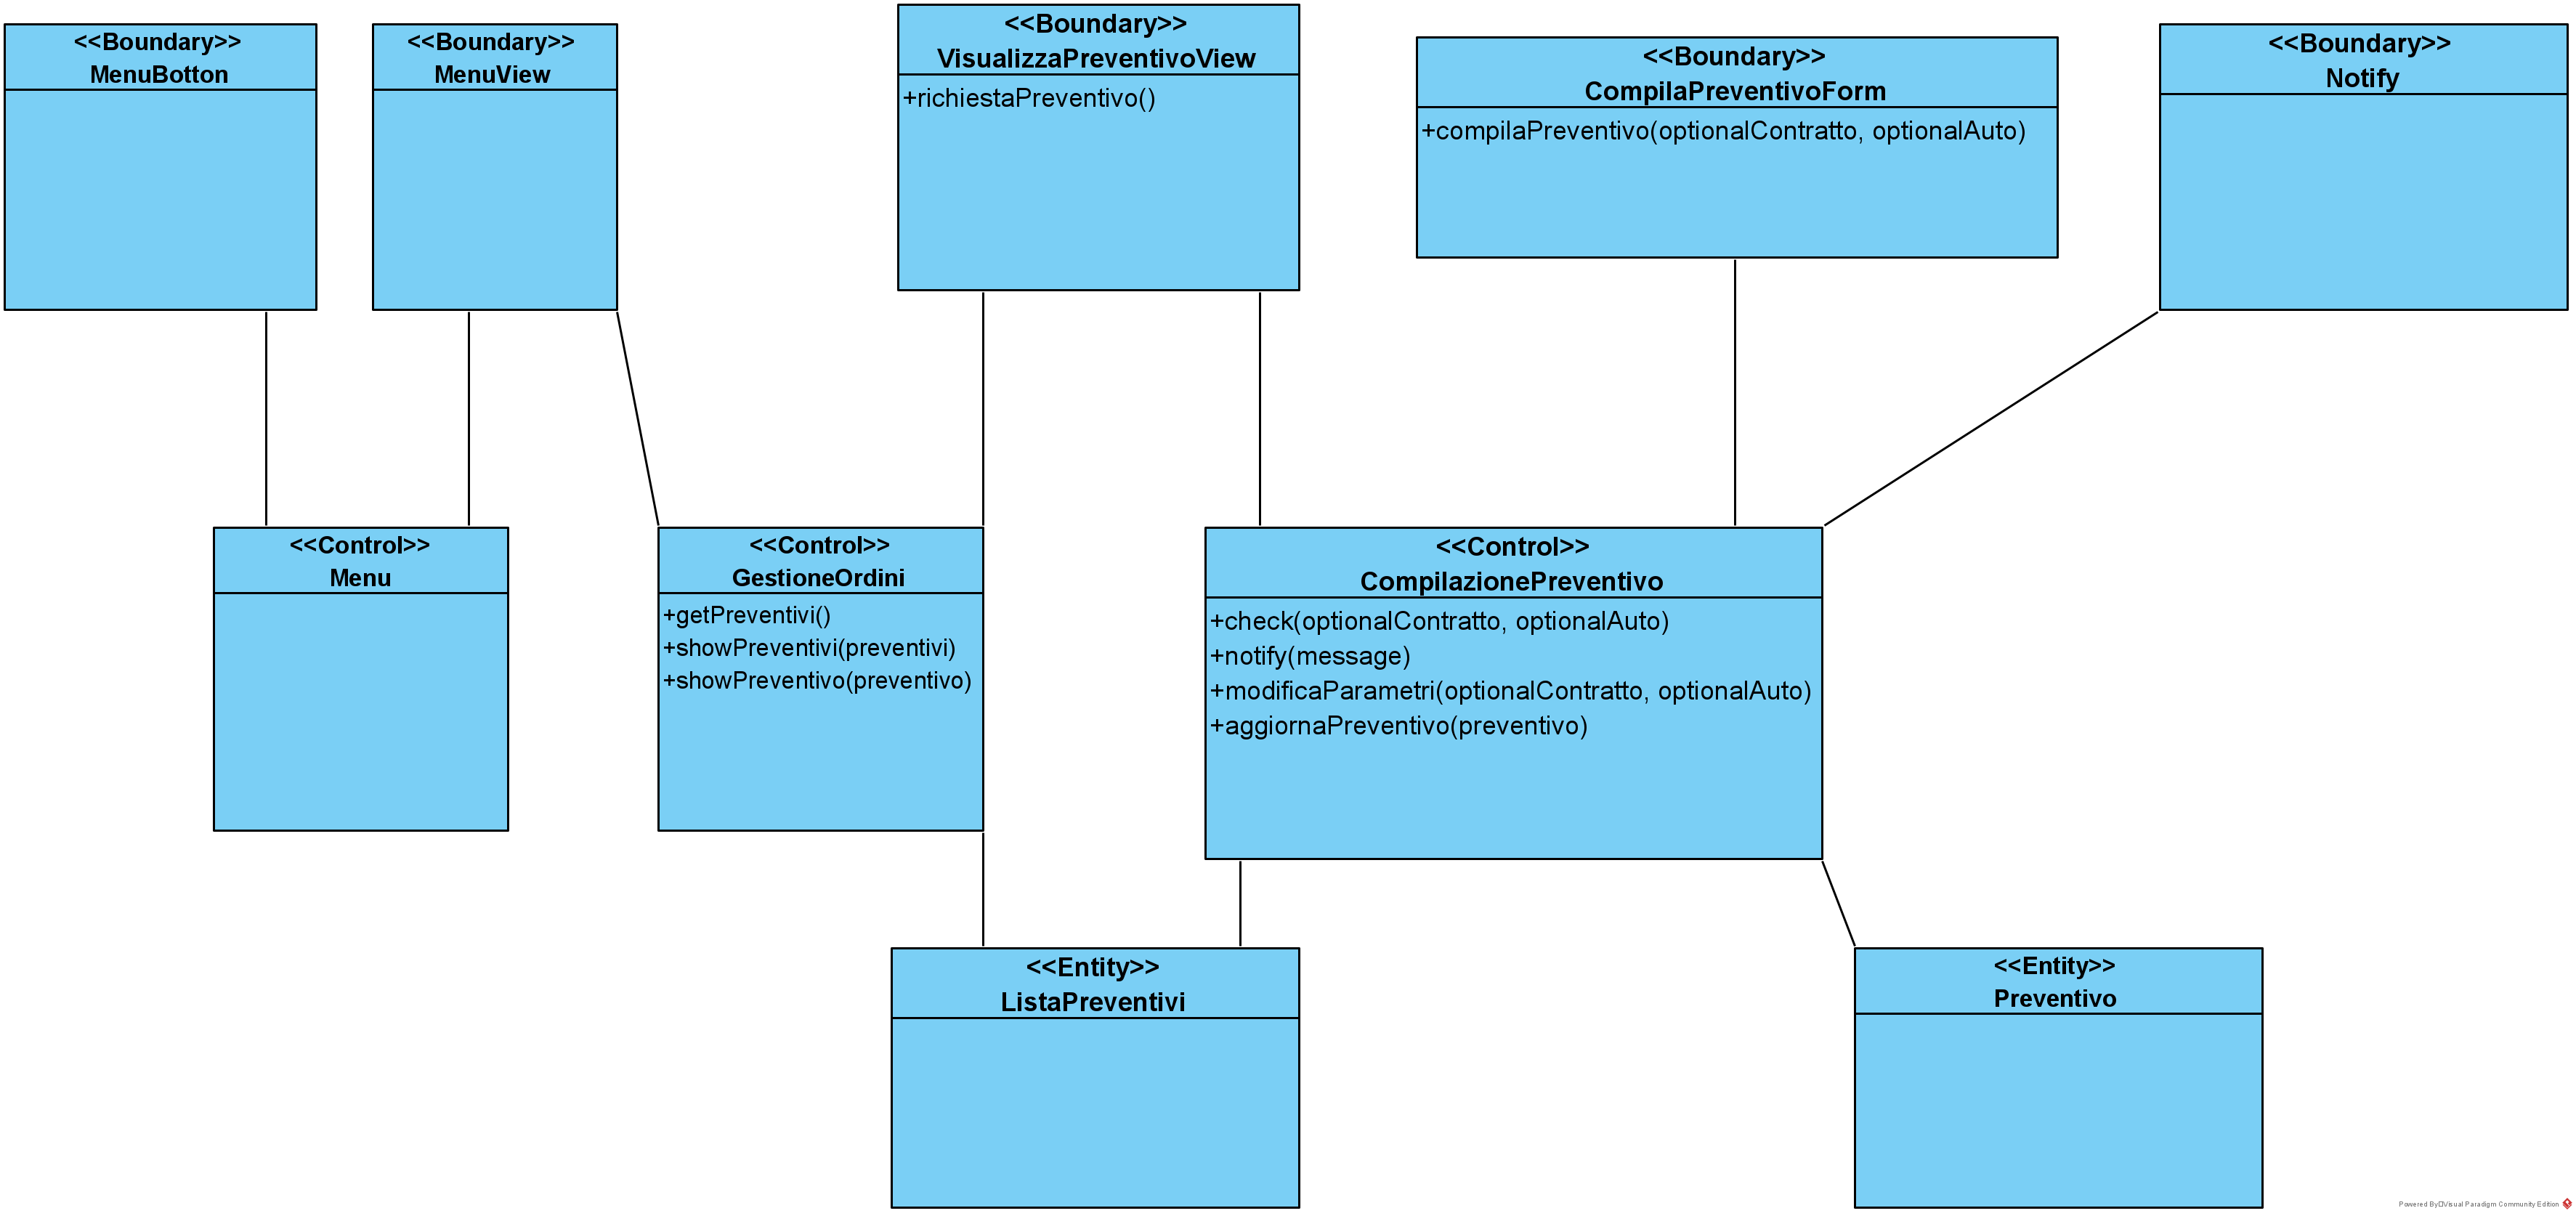 <<Boundary>>
MenuBotton
<<Boundary>>
MenuView
<<Boundary>>
VisualizzaPreventivoView
+richiestaPreventivo()
<<Boundary>>
CompilaPreventivoForm
+compilaPreventivo(optionalContratto, optionalAuto)
<<Boundary>>
Notify
<<Control>>
Menu
<<Control>>
GestioneOrdini
+getPreventivi()
+showPreventivi(preventivi)
+showPreventivo(preventivo)
<<Control>>
CompilazionePreventivo
+check(optionalContratto, optionalAuto)
+notify(message)
+modificaParametri(optionalContratto, optionalAuto)
+aggiornaPreventivo(preventivo)
<<Entity>>
ListaPreventivi
<<Entity>>
Preventivo
Powered By Visual Paradigm Community Edition